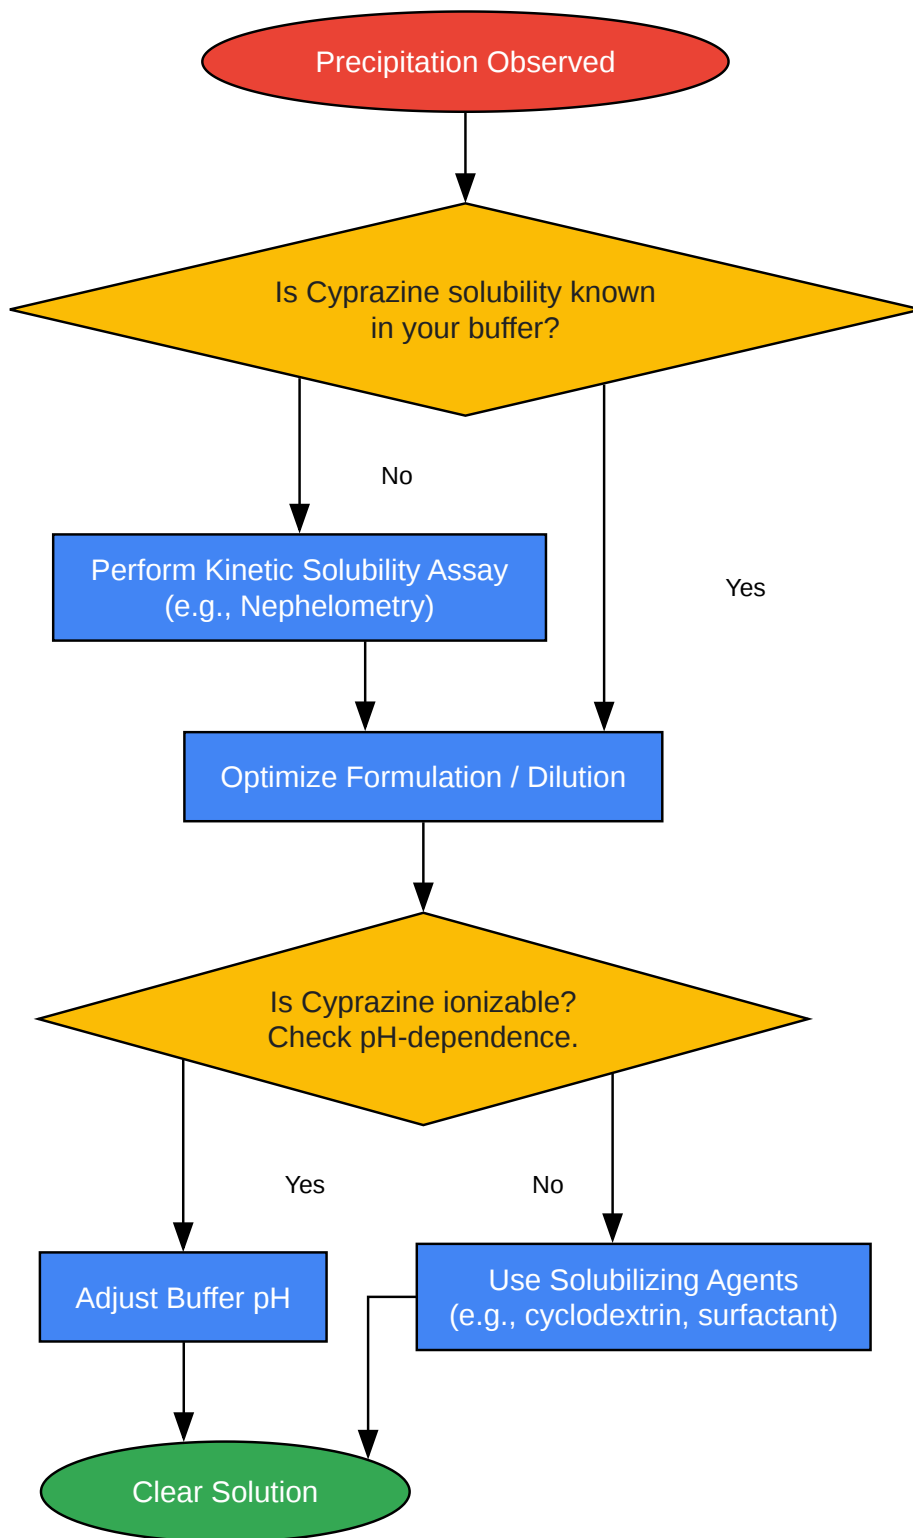 Precipitation Observed
Is Cyprazine solubility known
in your buffer?
No
Perform Kinetic Solubility Assay
(e.g., Nephelometry)
Yes
Optimize Formulation / Dilution
Is Cyprazine ionizable?
Check pH-dependence.
Yes
No
Adjust Buffer pH
Use Solubilizing Agents
(e.g., cyclodextrin, surfactant)
Clear Solution